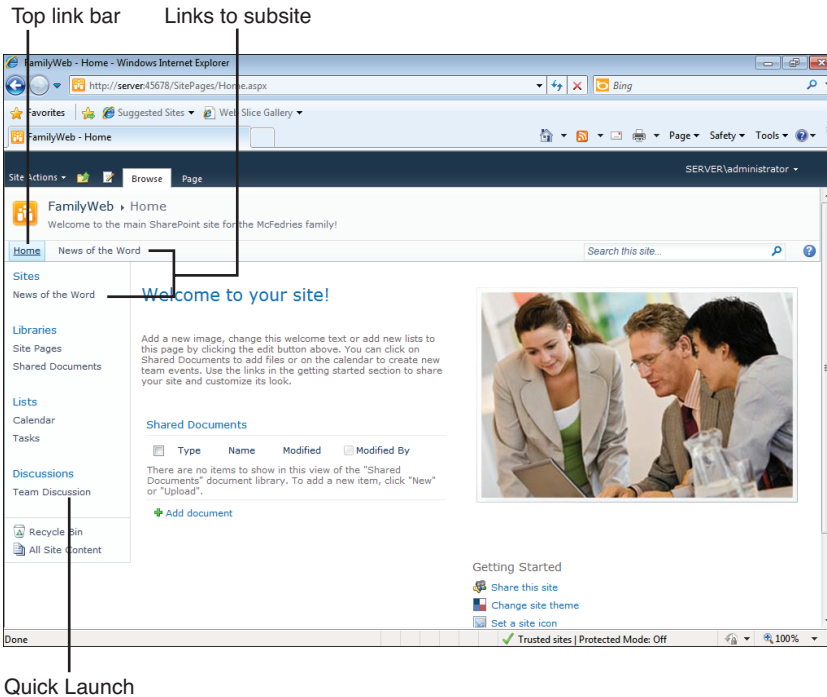 Top link bar
Links to subsite
FamilyWeb - Home - Windows Internet Explorer
http://server:45678/SitePages/Home.aspx
Bing
Favorites
Suggested Sites
Web Slice Gallery
FamilyWeb - Home
Page
Safety
Tools
Site Actions
Browse
Page
SERVER\administrator
FamilyWeb
Home
Welcome to the main SharePoint site for the McFedries family!
Home
News of the Word
Search this site...
Sites
News of the Word
Libraries
Site Pages
Shared Documents
Lists
Calendar
Tasks
Discussions
Team Discussion
Recycle Bin
All Site Content
Welcome to your site!
Add a new image, change this welcome text or add new lists to
this page by clicking the edit button above. You can click on
Shared Documents to add files or on the calendar to create new
team events. Use the links in the getting started section to share
your site and customize its look.
Shared Documents
Type Name Modified Modified By
There are no items to show in this view of the "Shared
Documents" document library. To add a new item, click "New"
or "Upload".
Add document
Getting Started
Share this site
Change site theme
Set a site icon
Done
Trusted sites | Protected Mode: Off
100%
Quick Launch